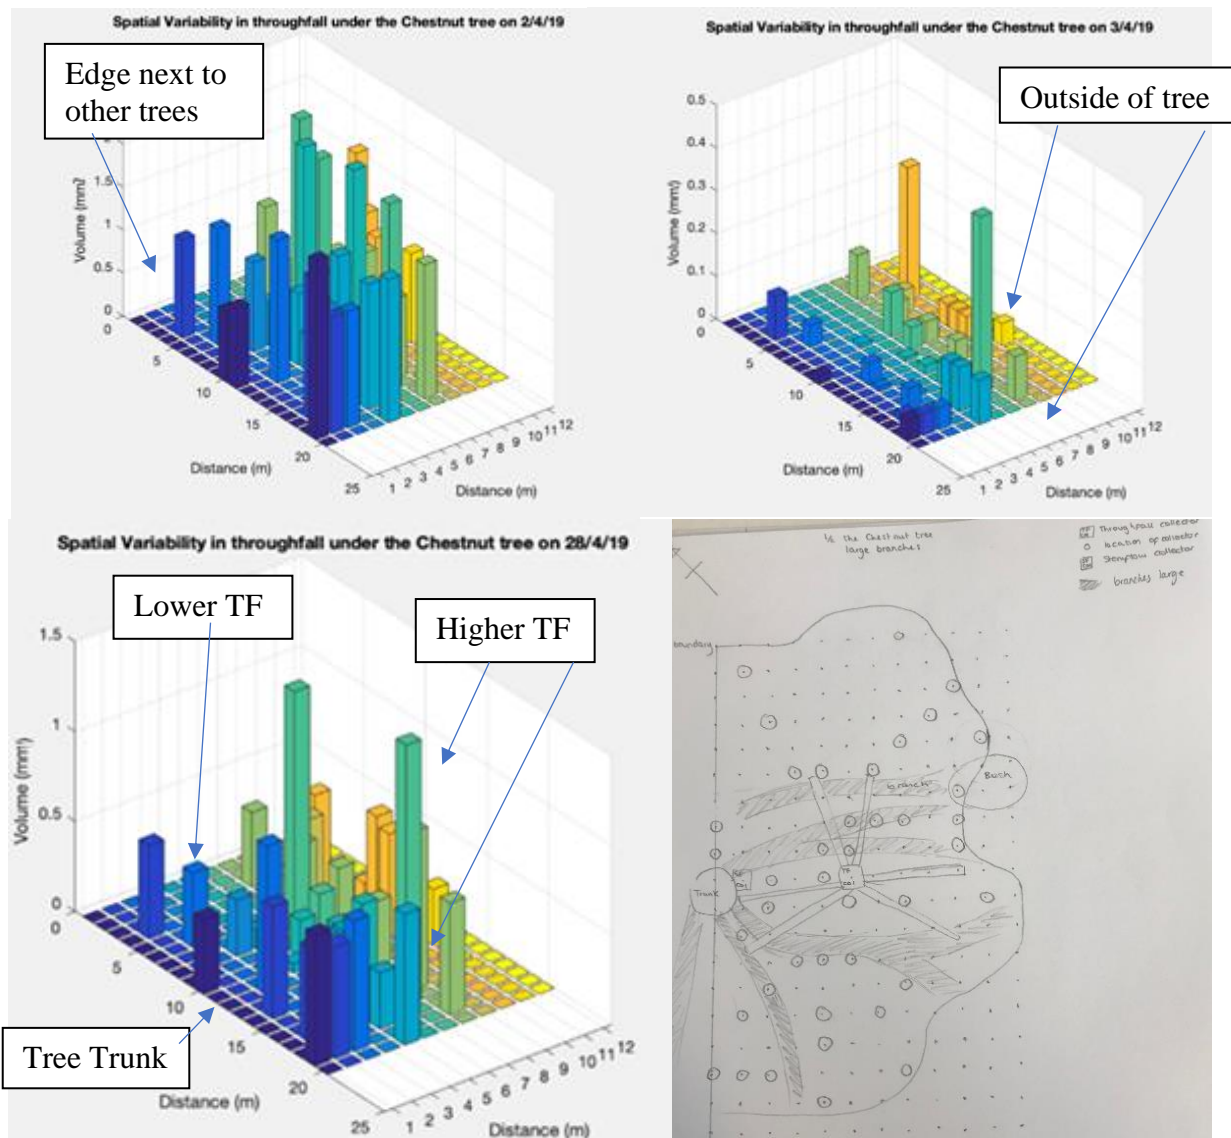 Spatial Variability in throughfall under the Chestnut tree on 2/4/19
Edge next to
other trees
Volume (mm)
1.5
1
0.5
0
0
5
10
15
20
25
Distance (m)
1 2 3 4 5 6 7 8 9 10 11 12
Distance (m)
Spatial Variability in throughfall under the Chestnut tree on 3/4/19
Outside of tree
Volume (mm)
0.5
0.4
0.3
0.2
0.1
0
0
5
10
15
20
25
Distance (m)
1 2 3 4 5 6 7 8 9 10 11 12
Distance (m)
Spatial Variability in throughfall under the Chestnut tree on 28/4/19
Lower TF
Higher TF
Volume (mm)
1.5
1
0.5
0
0
5
10
15
20
25
Tree Trunk
Distance (m)
1 2 3 4 5 6 7 8 9 10 11 12
Distance (m)
½ the Chestnut tree
large branches
Throughfall collector
location of collector
Stemflow collector
branches large
boundary
branch
Bush
Trunk
TF